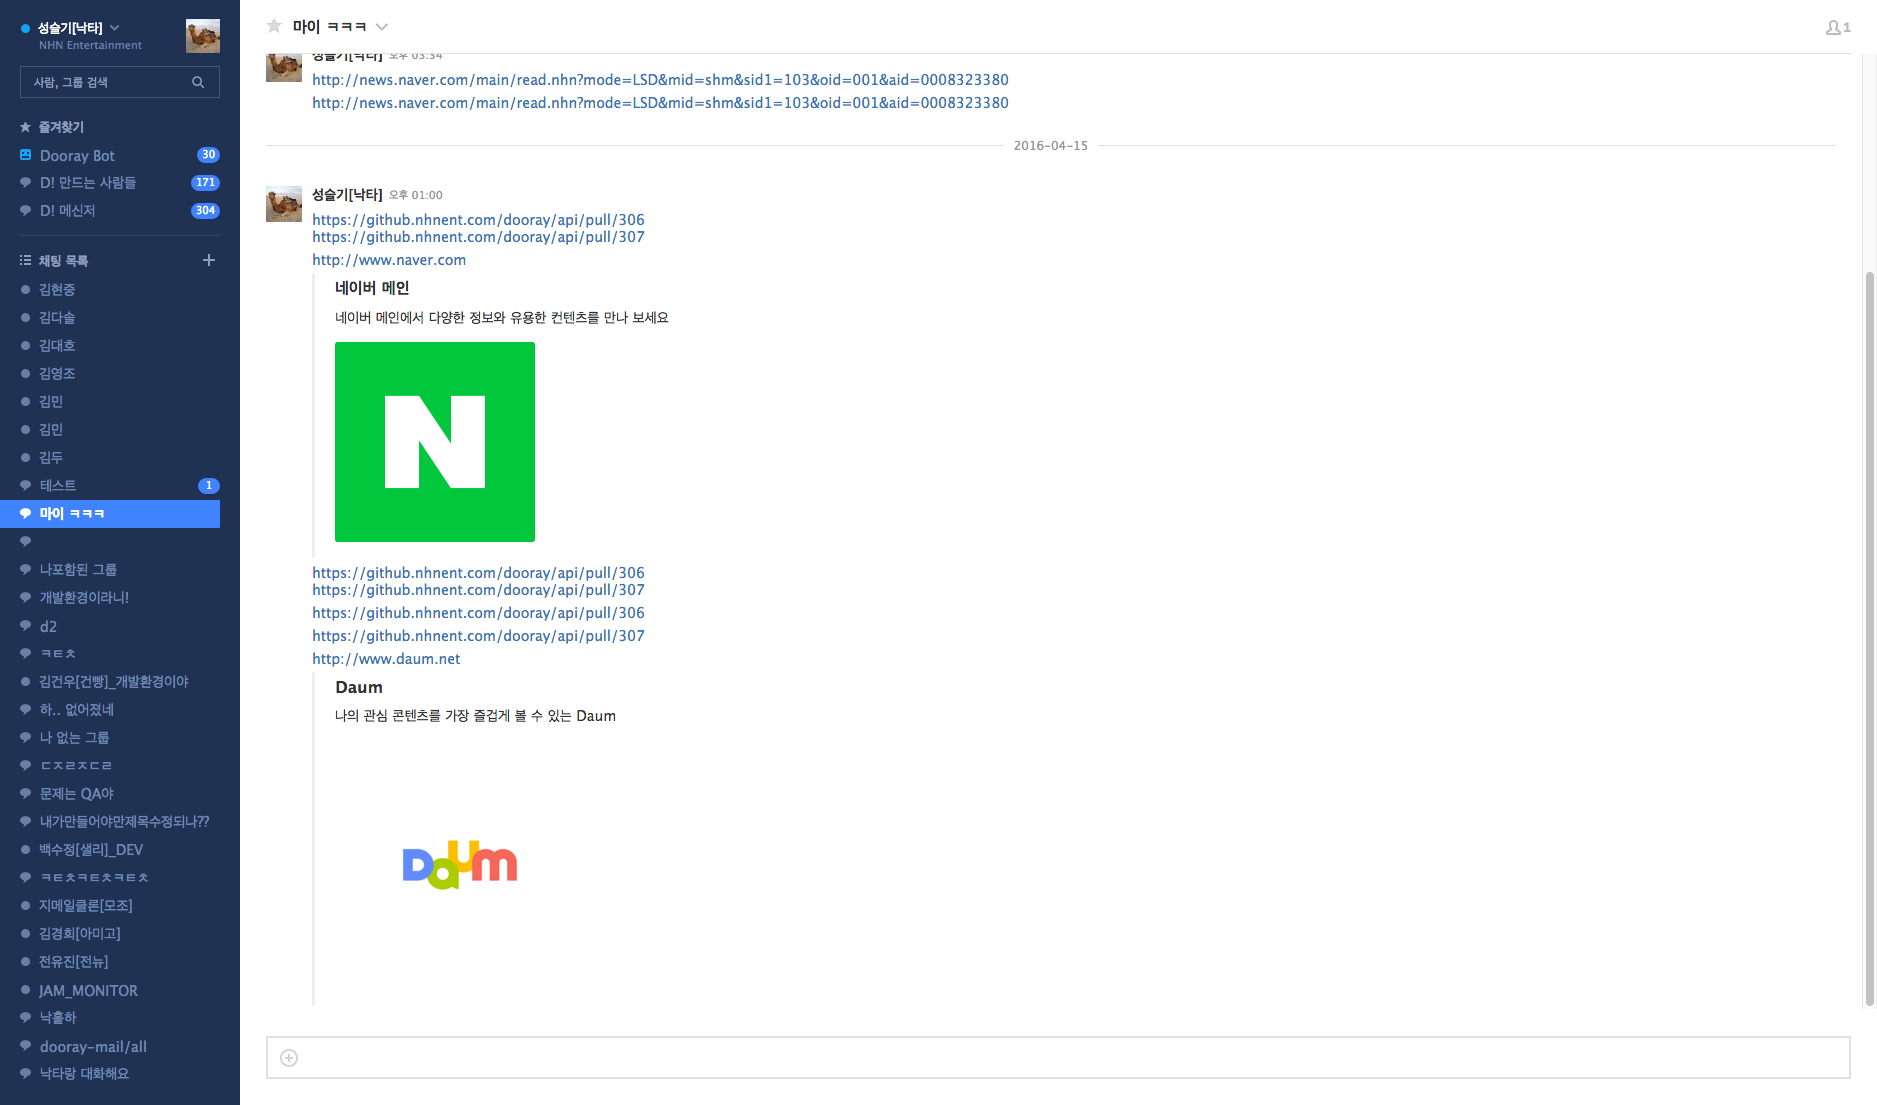 성슬기[낙타]
NHN Entertainment
사람, 그룹 검색
즐겨찾기
Dooray Bot 30
D! 만드는 사람들 171
D! 메신저 304
채팅 목록
김현중
김다솔
김대호
김영조
김민
김민
김두
테스트 1
마이 ㅋㅋㅋ
나포함된 그룹
개발환경이라니!
d2
ㅋㅌㅊ
김건우[건빵]_개발환경이야
하.. 없어졌네
나 없는 그룹
ㄷㅈㄹㅈㄷㄹ
문제는 QA야
내가만들어야만제목수정되나??
백수정[샐리]_DEV
ㅋㅌㅊㅋㅌㅊㅋㅌㅊ
지메일클론[모조]
김경희[아미고]
전유진[전뉴]
JAM_MONITOR
낙홀하
dooray-mail/all
낙타랑 대화해요
마이 ㅋㅋㅋ
1
성슬기[낙타] 오후 03:34
http://news.naver.com/main/read.nhn?mode=LSD&mid=shm&sid1=103&oid=001&aid=0008323380
http://news.naver.com/main/read.nhn?mode=LSD&mid=shm&sid1=103&oid=001&aid=0008323380
2016-04-15
성슬기[낙타] 오후 01:00
https://github.nhnent.com/dooray/api/pull/306
https://github.nhnent.com/dooray/api/pull/307
http://www.naver.com
네이버 메인
네이버 메인에서 다양한 정보와 유용한 컨텐츠를 만나 보세요
N
https://github.nhnent.com/dooray/api/pull/306
https://github.nhnent.com/dooray/api/pull/307
https://github.nhnent.com/dooray/api/pull/306
https://github.nhnent.com/dooray/api/pull/307
http://www.daum.net
Daum
나의 관심 콘텐츠를 가장 즐겁게 볼 수 있는 Daum
Daum